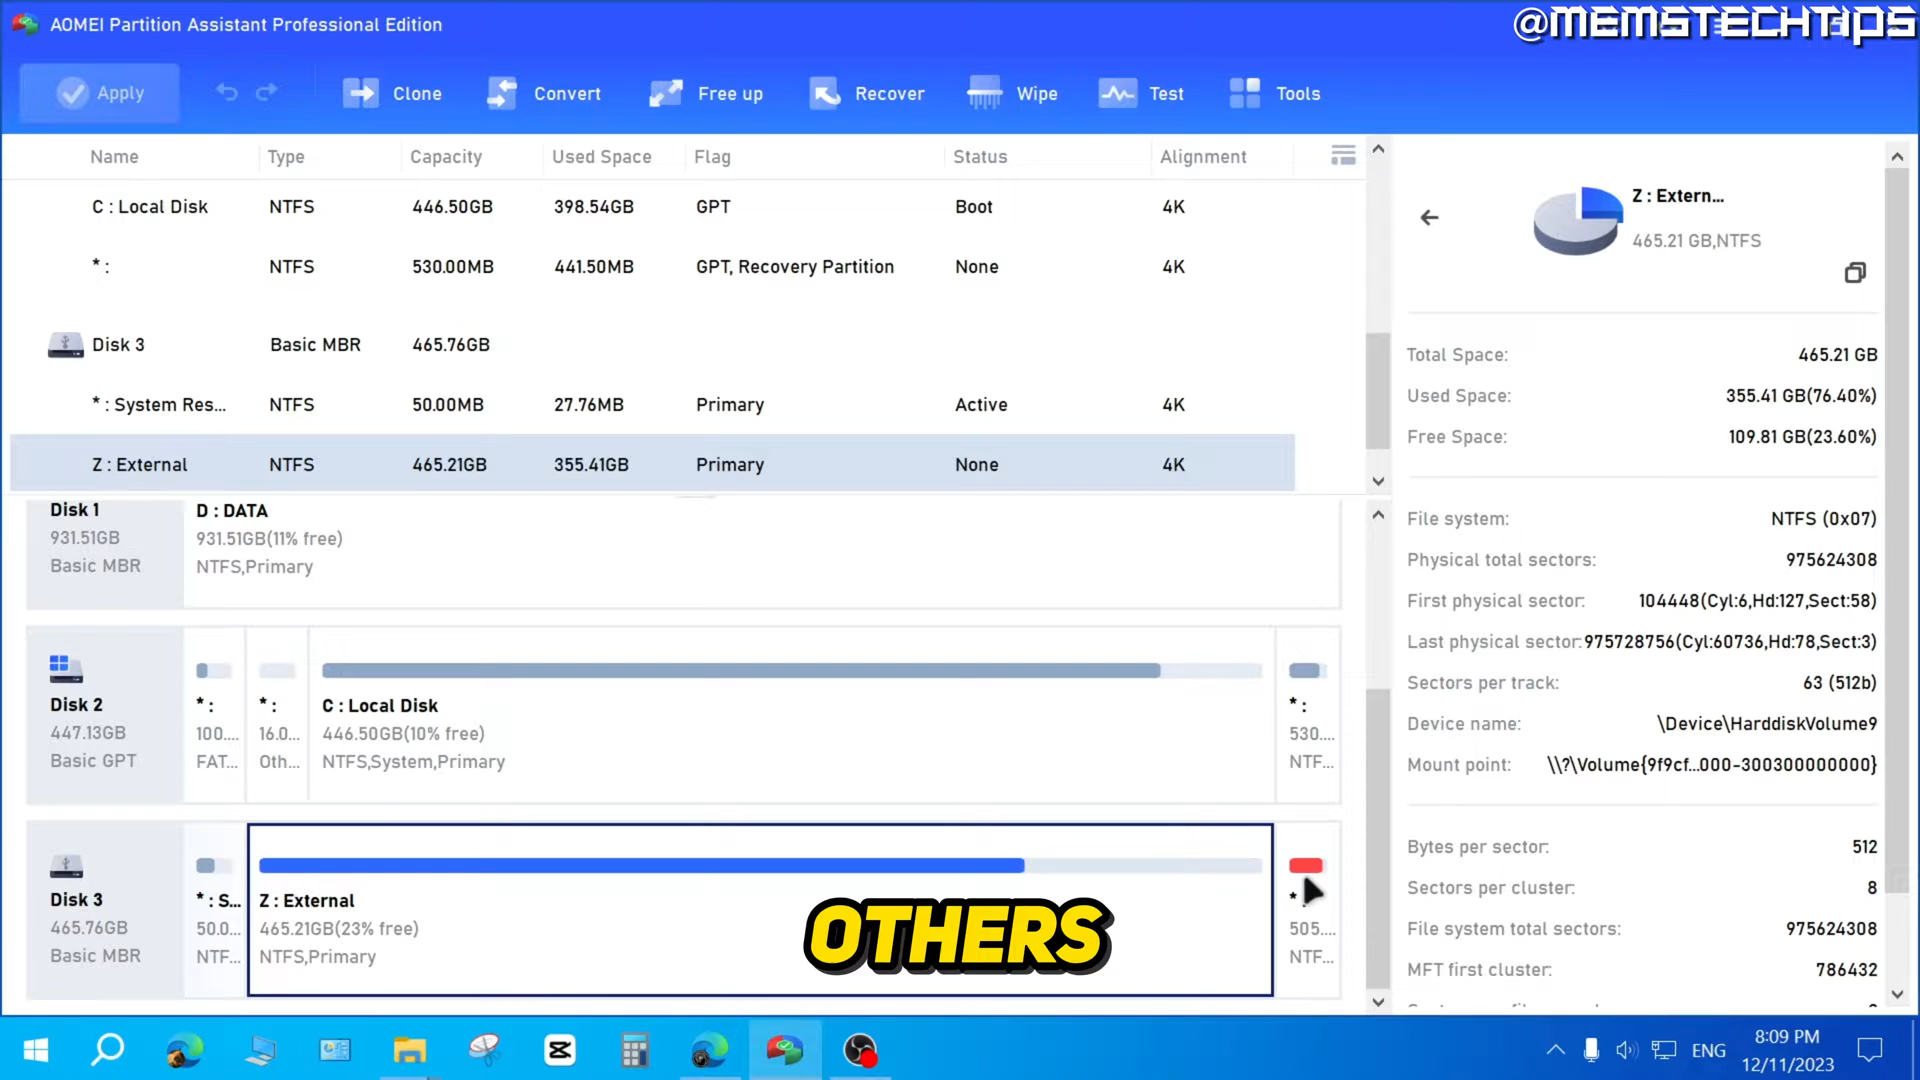 AOMEI Partition Assistant Professional Edition
@MEMSTECHTIPS
Apply Clone Convert Free up Recover Wipe Test Tools
Name Type Capacity Used Space Flag Status Alignment
C : Local Disk NTFS 446.50GB 398.54GB GPT Boot 4K
* : NTFS 530.00MB 441.50MB GPT, Recovery Partition None 4K
Disk 3 Basic MBR 465.76GB
* : System Res... NTFS 50.00MB 27.76MB Primary Active 4K
Z : External NTFS 465.21GB 355.41GB Primary None 4K
Disk 1
931.51GB
Basic MBR
D : DATA
931.51GB(11% free)
NTFS,Primary
Disk 2
447.13GB
Basic GPT
* :
100....
FAT...
* :
16.0...
Oth...
C : Local Disk
446.50GB(10% free)
NTFS,System,Primary
* :
530....
NTF...
Disk 3
465.76GB
Basic MBR
* : S...
50.0...
NTF...
Z : External
465.21GB(23% free)
NTFS,Primary
*
505....
NTF...
OTHERS
Z : Extern...
465.21 GB,NTFS
Total Space: 465.21 GB
Used Space: 355.41 GB(76.40%)
Free Space: 109.81 GB(23.60%)
File system: NTFS (0x07)
Physical total sectors: 975624308
First physical sector: 104448(Cyl:6,Hd:127,Sect:58)
Last physical sector: 975728756(Cyl:60736,Hd:78,Sect:3)
Sectors per track: 63 (512b)
Device name: \Device\HarddiskVolume9
Mount point: \\?\Volume{9f9cf...000-300300000000}
Bytes per sector: 512
Sectors per cluster: 8
File system total sectors: 975624308
MFT first cluster: 786432
ENG
8:09 PM
12/11/2023